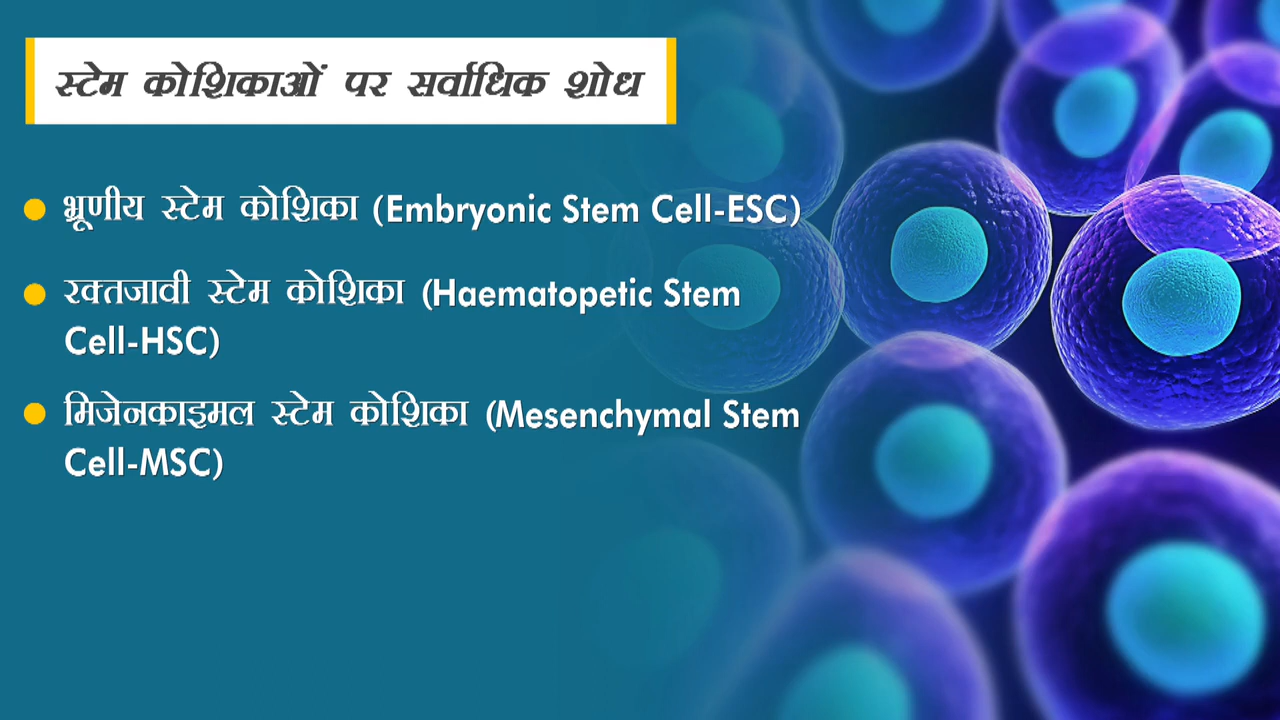 स्टेम कोशिकाओं पर सर्वाधिक शोध
भ्रूणीय स्टेम कोशिका (Embryonic Stem Cell-ESC)
रक्तजावी स्टेम कोशिका (Haematopetic Stem
Cell-HSC)
मिजेनकाइमल स्टेम कोशिका (Mesenchymal Stem
Cell-MSC)